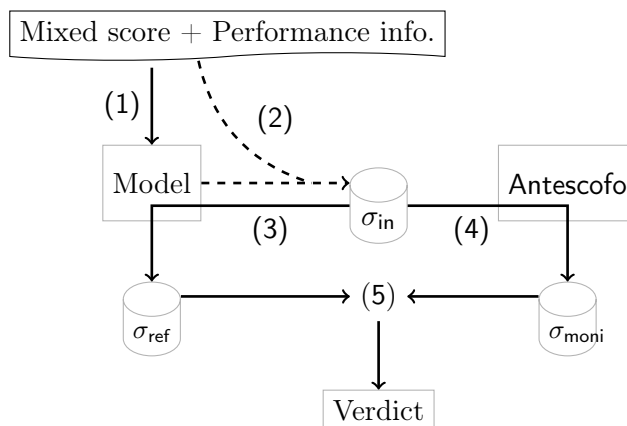 Mixed score + Performance info.
(1)
(2)
Model
Antescofo
σin
(3)
(4)
σref
(5)
σmoni
Verdict